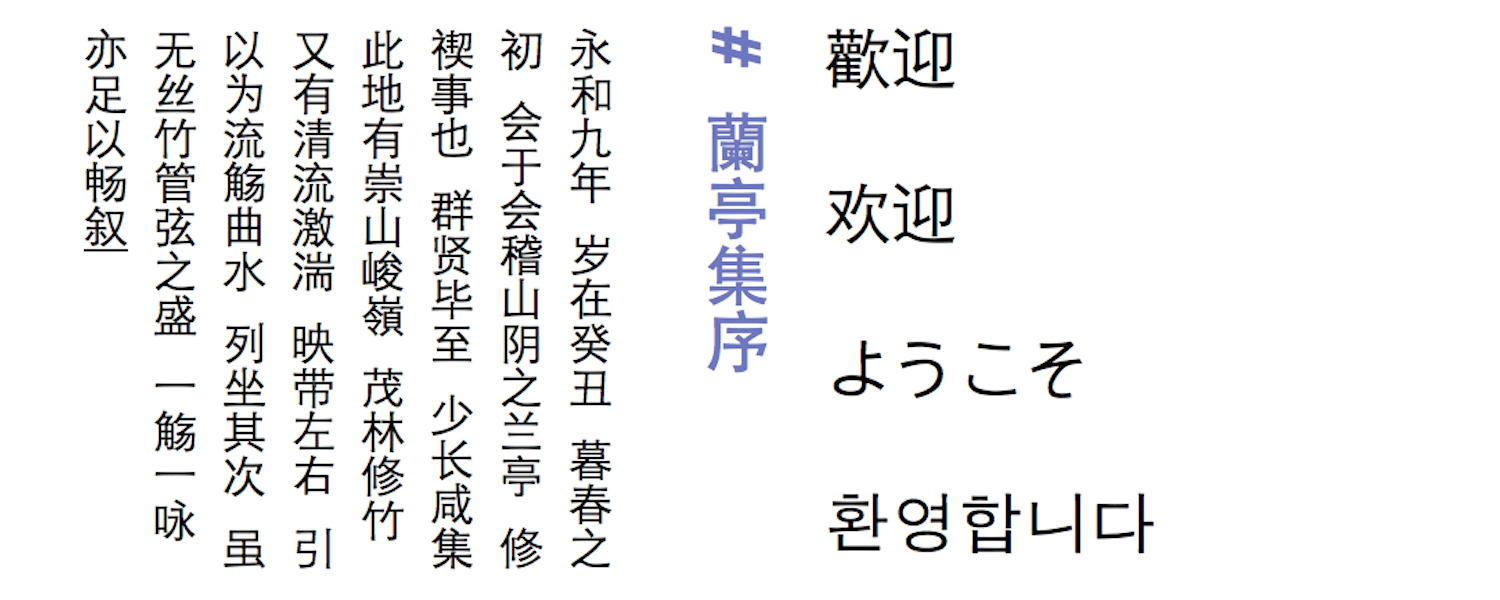 # 蘭亭集序
永和九年 岁在癸丑 暮春之
初 会于会稽山阴之兰亭 修
禊事也 群贤毕至 少长咸集
此地有崇山峻嶺 茂林修竹
又有清流激湍 映带左右 引
以为流觞曲水 列坐其次 虽
无丝竹管弦之盛 一觞一咏
亦足以畅叙
歡迎
欢迎
ようこそ
환영합니다